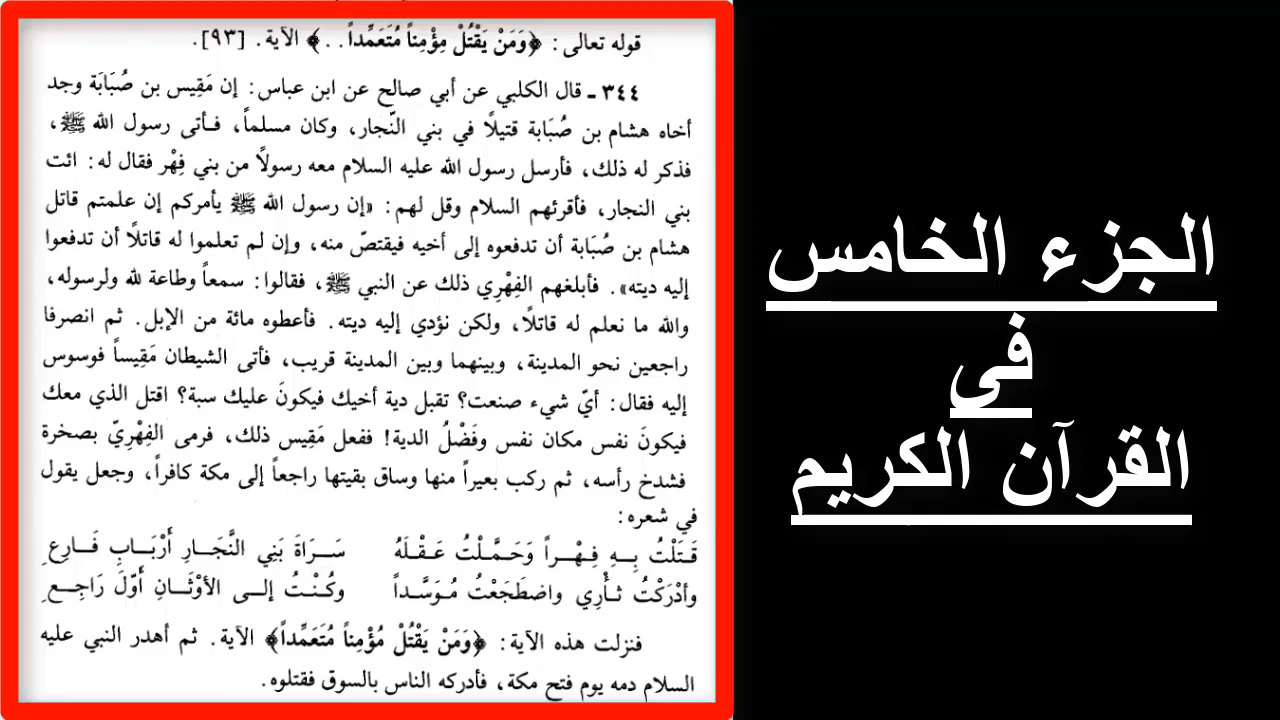 قوله تعالى: ﴿وَمَنْ يَقْتُلْ مِؤْمِناً مُتَعَمِّداً. . .﴾ الآية. [٩٣].
٣٤٤ ـ قال الكلبي عن أبي صالح عن ابن عباس: إن مَقِيس بن صُبَابَة وجد
أخاه هشام بن صُبَابة قتيلًا في بني النّجار، وكان مسلماً، فأتى رسول الله ﷺ،
فذكر له ذلك، فأرسل رسول الله عليه السلام معه رسولًا من بني فِهْر فقال له: ائت
بني النجار، فأقرئهم السلام وقل لهم: «إن رسول الله ﷺ يأمركم إن علمتم قاتل
هشام بن صُبَابة أن تدفعوه إلى أخيه فيقتصّ منه، وإن لم تعلموا له قاتلًا أن تدفعوا
إليه ديته». فأبلغهم الفِهْرِي ذلك عن النبي ﷺ، فقالوا: سمعاً وطاعة لله ولرسوله،
والله ما نعلم له قاتلًا، ولكن نؤدي إليه ديته. فأعطوه مائة من الإبل. ثم انصرفا
راجعين نحو المدينة، وبينهما وبين المدينة قريب، فأتى الشيطان مَقِيساً فوسوس
إليه فقال: أيّ شيء صنعت؟ تقبل دية أخيك فيكونَ عليك سبة؟ اقتل الذي معك
فيكونَ نفس مكان نفس وفَضْلُ الدية! ففعل مَقِيس ذلك، فرمى الفِهْرِيّ بصخرة
فشدخ رأسه، ثم ركب بعيراً منها وساق بقيتها راجعاً إلى مكة كافراً، وجعل يقول
في شعره:
قَتَلْتُ بِهِ فِهْراً وَحَمَّلْتُ عَقْلَهُ سَرَاةَ بَنِي النَّجَارِ أَرْبَابِ فَارِعِ
وأدْرَكْتُ ثأْرِي واضطَجَعْتُ مُوَسَّداً وكُنْتُ إلى الأوْثَانِ أَوَّلَ رَاجِعِ
فنزلت هذه الآية: ﴿وَمَنْ يَقْتُلْ مُؤْمِناً مُتَعَمِّداً﴾ الآية. ثم أهدر النبي عليه
السلام دمه يوم فتح مكة، فأدركه الناس بالسوق فقتلوه.
الجزء الخامس
فى
القرآن الكريم